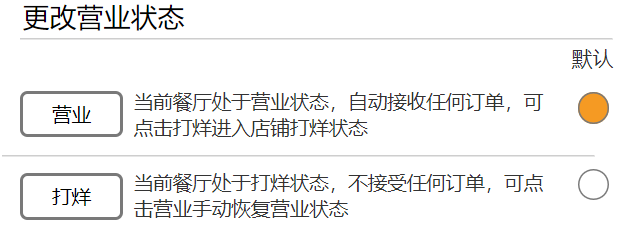 更改营业状态
默认
营业
当前餐厅处于营业状态，自动接收任何订单，可
点击打烊进入店铺打烊状态
打烊
当前餐厅处于打烊状态，不接受任何订单，可点
击营业手动恢复营业状态